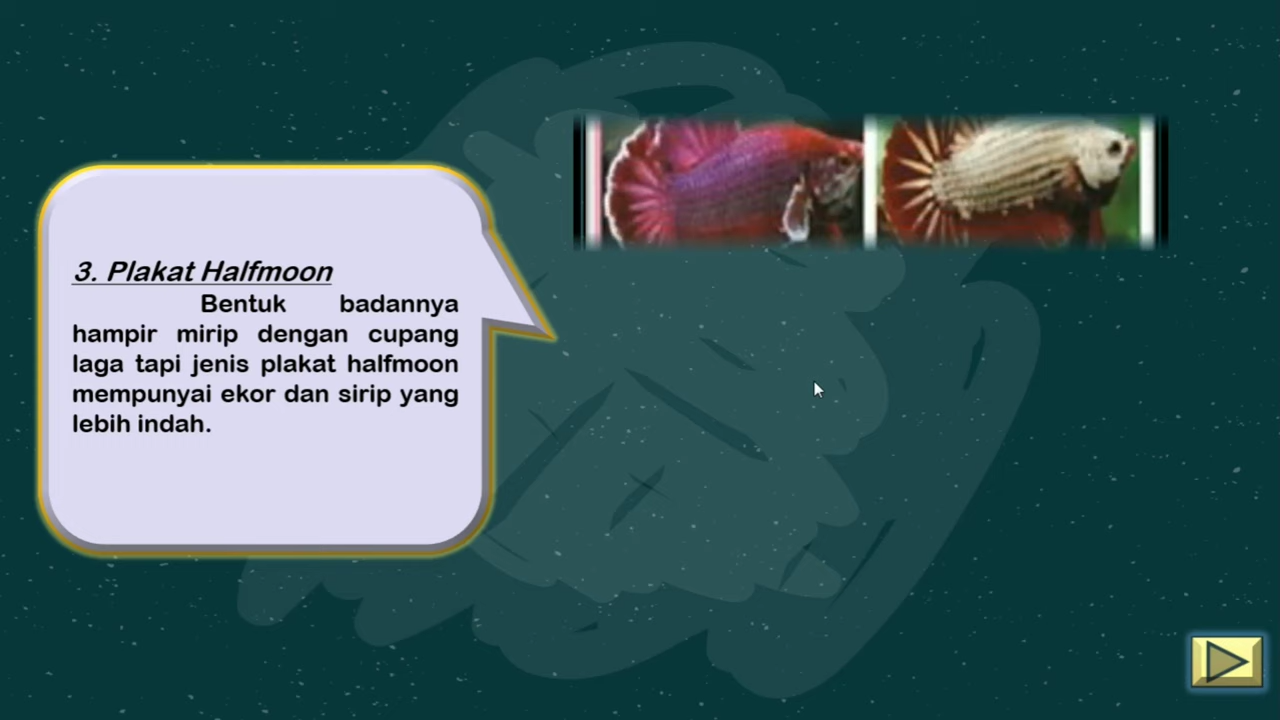 3. Plakat Halfmoon
Bentuk badannya
hampir mirip dengan cupang
laga tapi jenis plakat halfmoon
mempunyai ekor dan sirip yang
lebih indah.